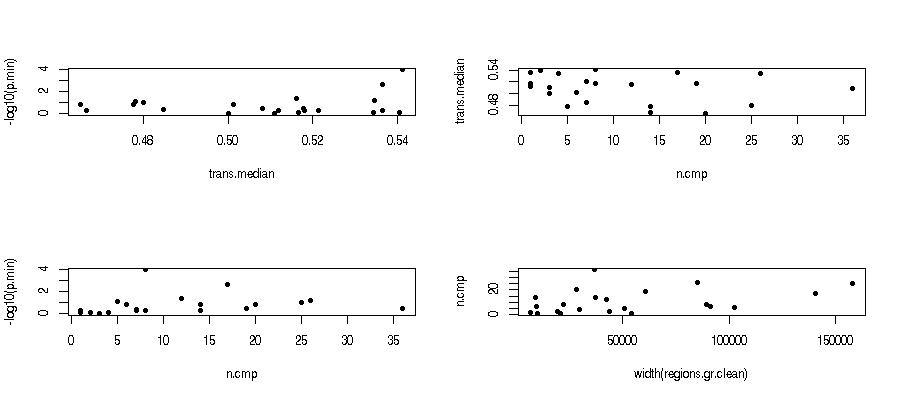 -log10(p.min)
0 2 4
0.48 0.50 0.52 0.54
trans.median
trans.median
0.48 0.54
0 5 10 15 20 25 30 35
n.cmp
-log10(p.min)
0 2 4
0 5 10 15 20 25 30 35
n.cmp
n.cmp
0 20
50000 100000 150000
width(regions.gr.clean)